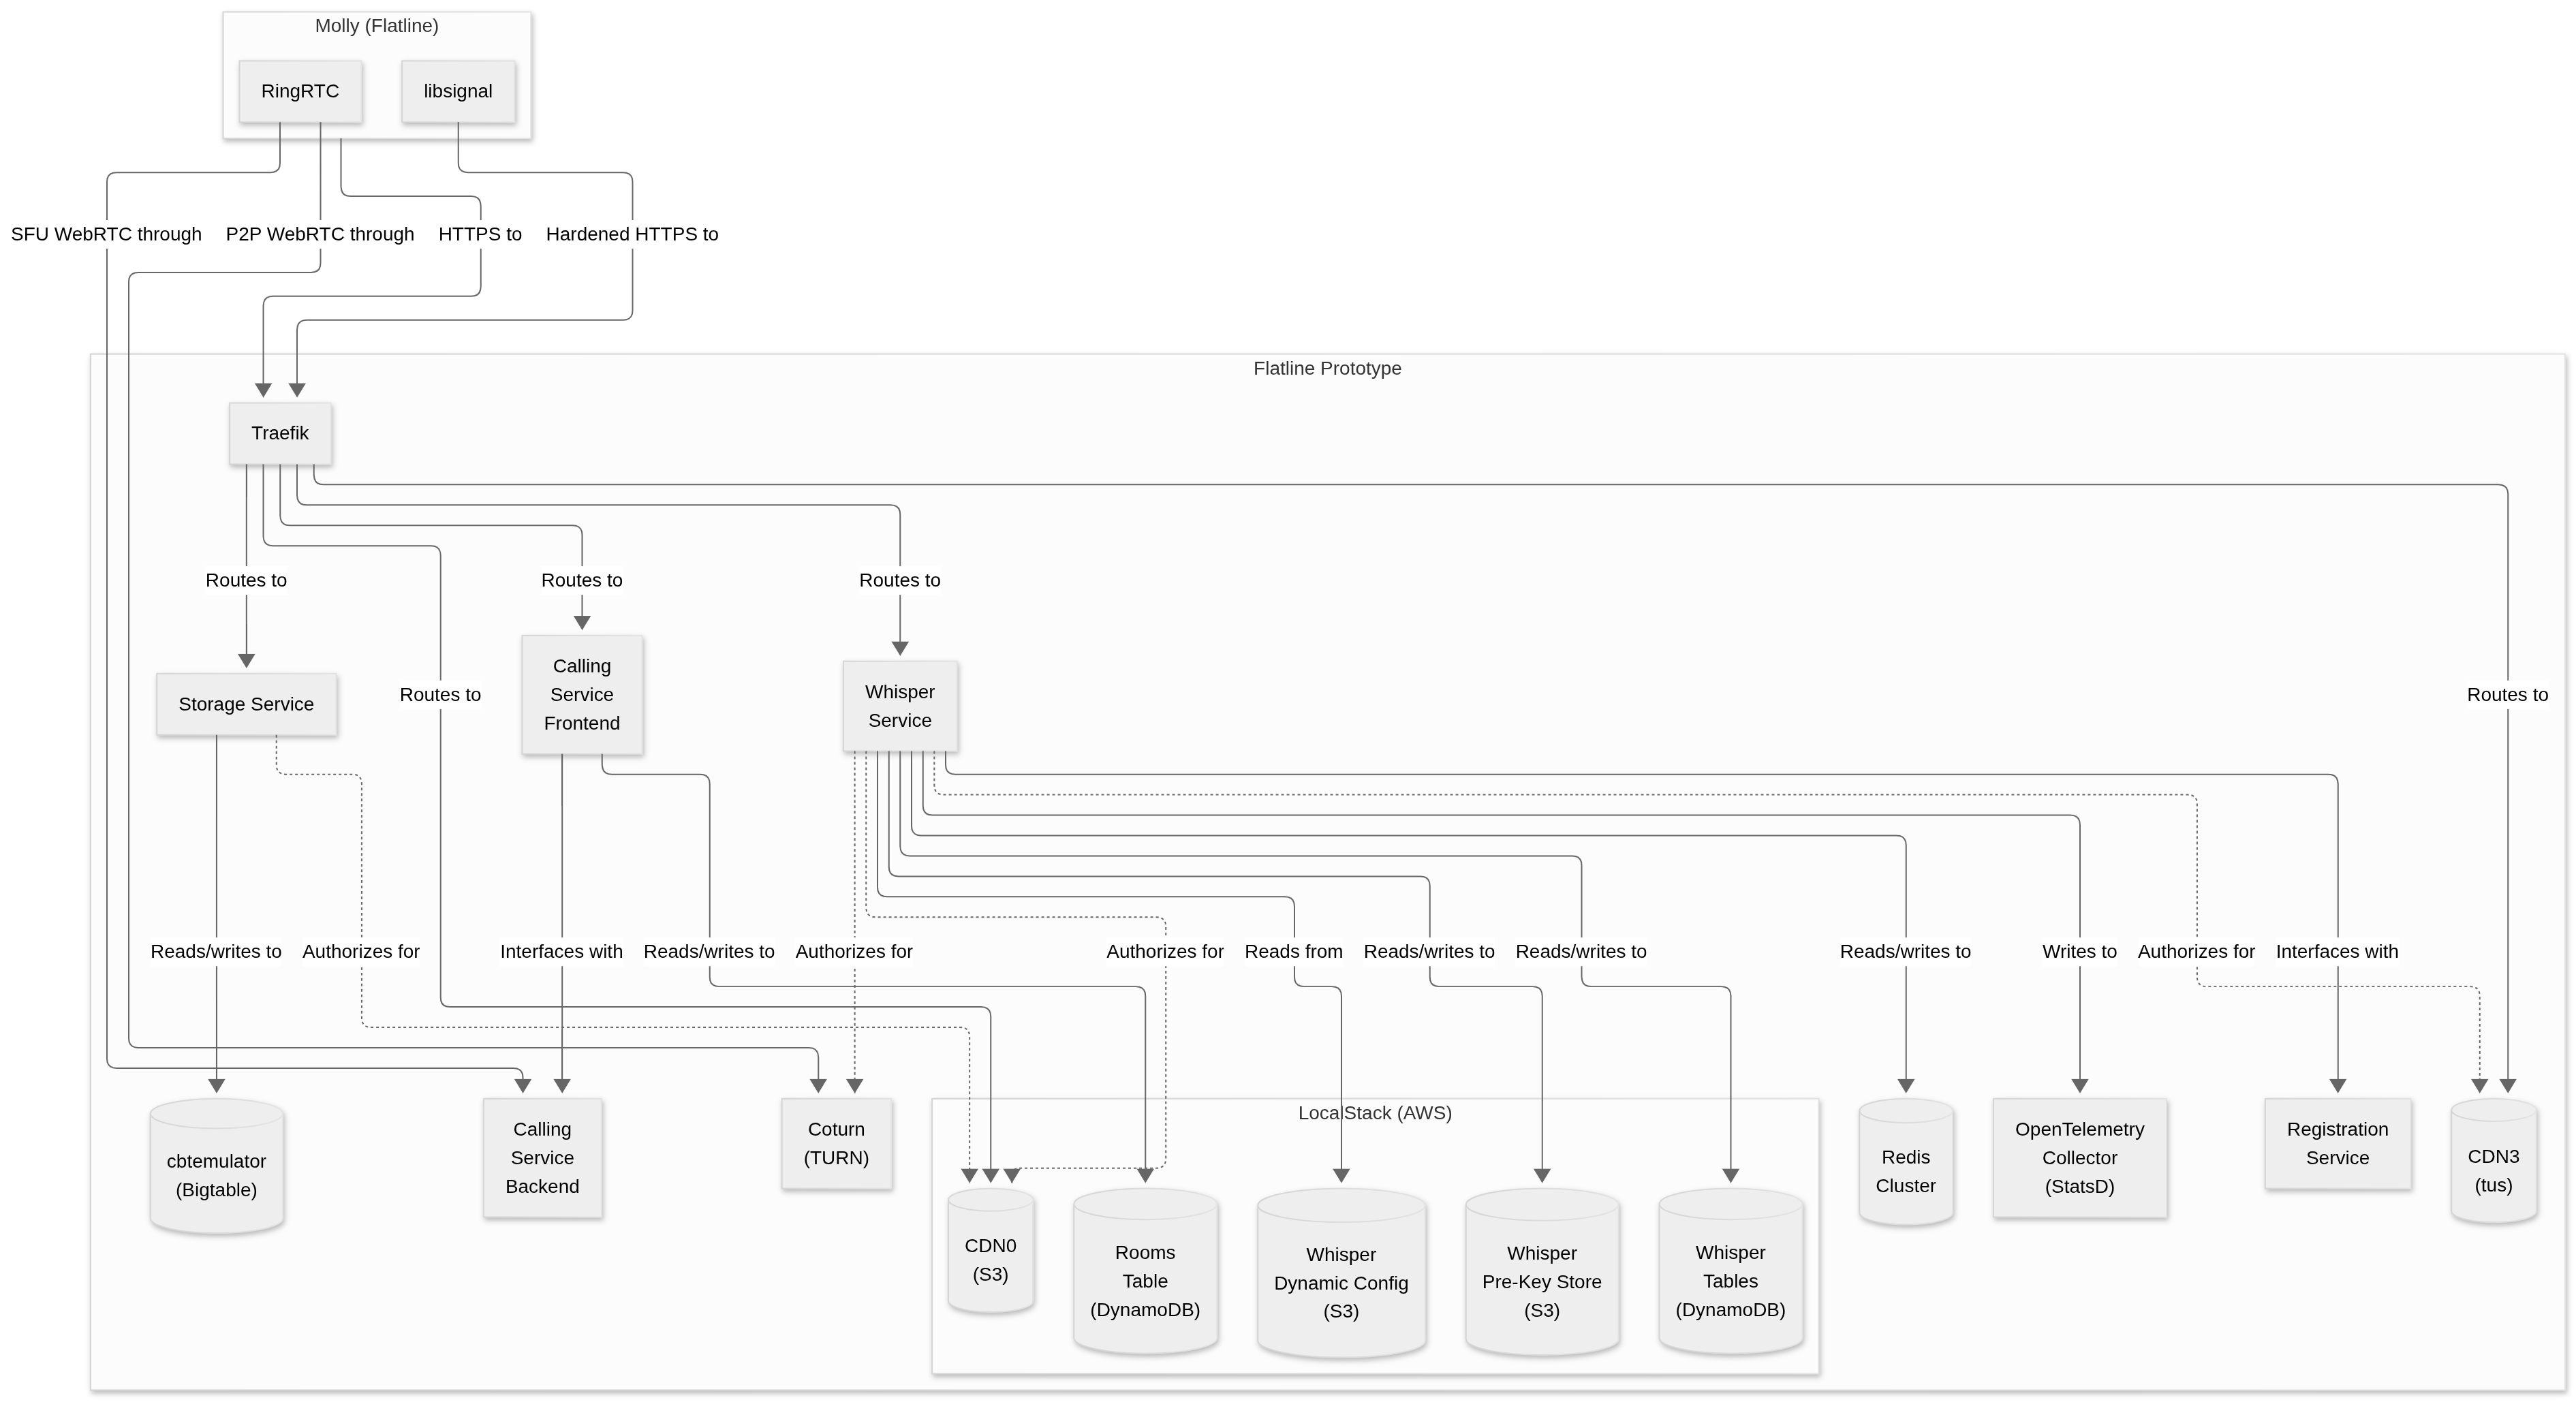 Molly (Flatline)
RingRTC
libsignal
SFU WebRTC through
P2P WebRTC through
HTTPS to
Hardened HTTPS to
Flatline Prototype
Traefik
Routes to
Routes to
Routes to
Calling
Service
Frontend
Whisper
Service
Storage Service
Routes to
Routes to
Reads/writes to
Authorizes for
Interfaces with
Reads/writes to
Authorizes for
Authorizes for
Reads from
Reads/writes to
Reads/writes to
Reads/writes to
Writes to
Authorizes for
Interfaces with
cbtemulator
(Bigtable)
Calling
Service
Backend
Coturn
(TURN)
LocalStack (AWS)
CDN0
(S3)
Rooms
Table
(DynamoDB)
Whisper
Dynamic Config
(S3)
Whisper
Pre-Key Store
(S3)
Whisper
Tables
(DynamoDB)
Redis
Cluster
OpenTelemetry
Collector
(StatsD)
Registration
Service
CDN3
(tus)